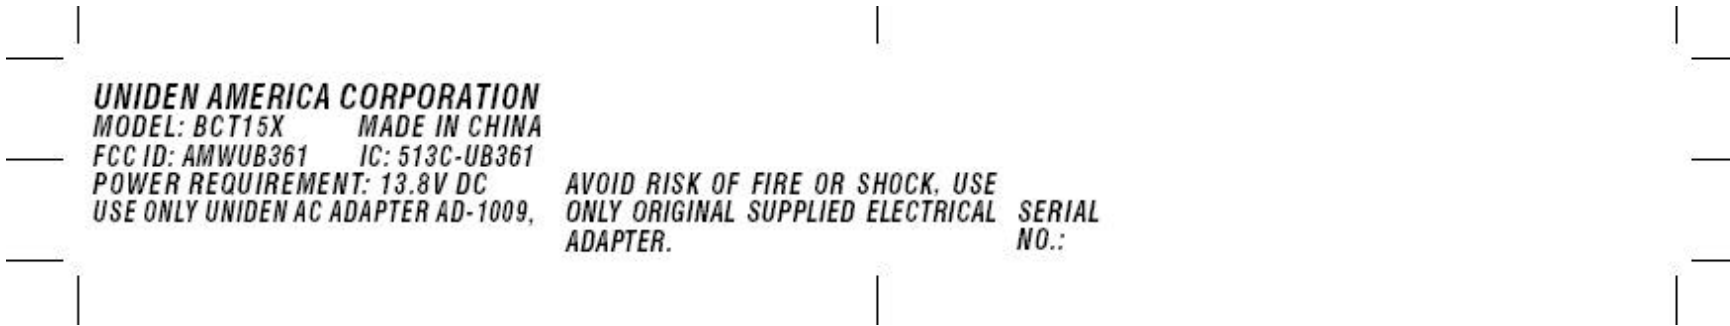 UNIDEN AMERICA CORPORATION
MODEL: BCT15X MADE IN CHINA
FCC ID: AMWUB361 IC: 513C-UB361
POWER REQUIREMENT: 13.8V DC
USE ONLY UNIDEN AC ADAPTER AD-1009,
AVOID RISK OF FIRE OR SHOCK, USE
ONLY ORIGINAL SUPPLIED ELECTRICAL
ADAPTER.
SERIAL
NO.: